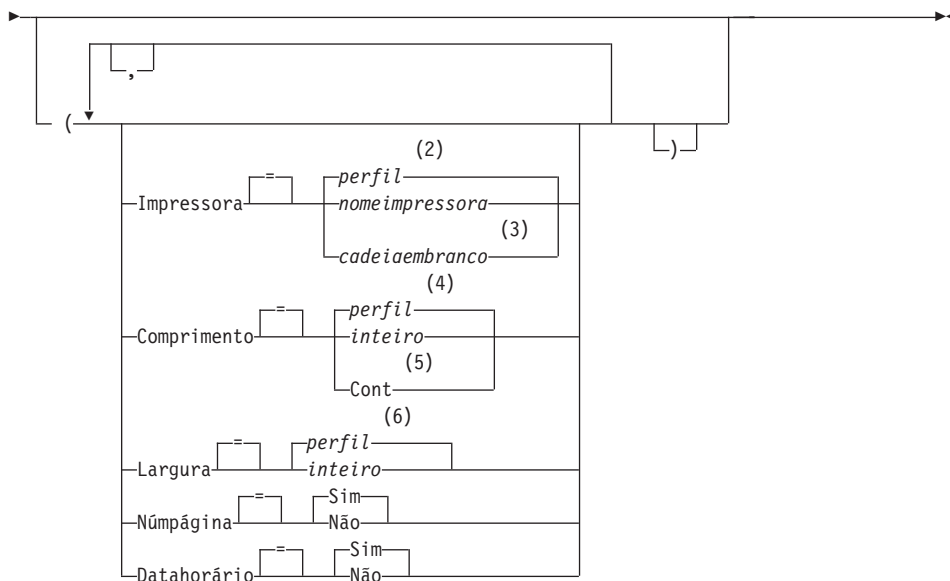 ,
(
)
(2)
Impressora = perfil
nomeimpressora
(3)
cadeiaembranco
(4)
Comprimento = perfil
inteiro
(5)
Cont
(6)
Largura = perfil
inteiro
Númpágina = Sim
Não
Datahorário = Sim
Não